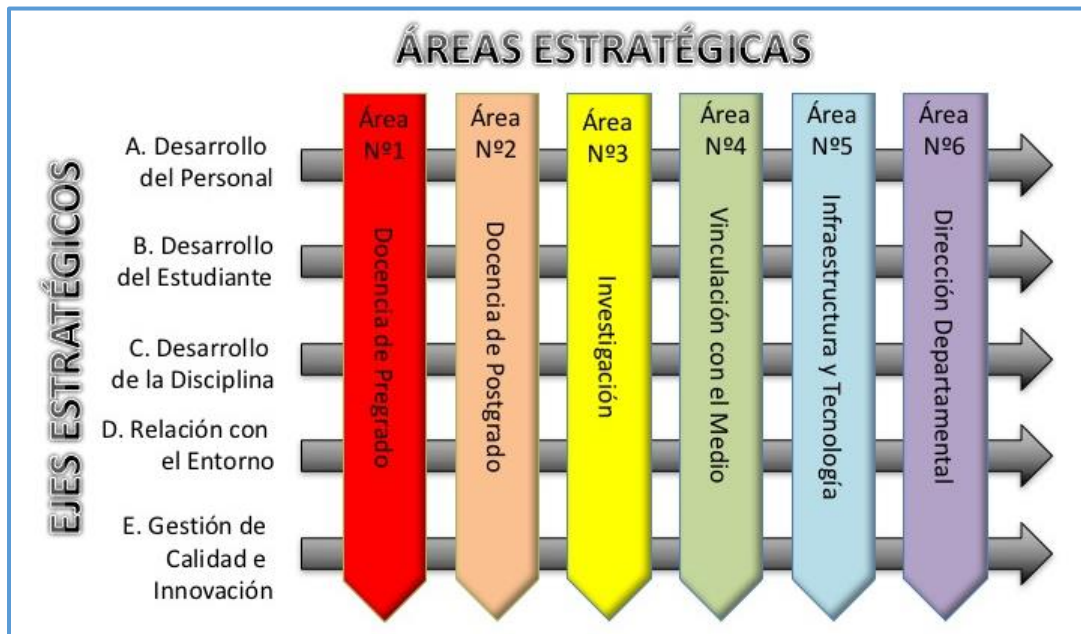 ÁREAS ESTRATÉGICAS
EJES ESTRATÉGICOS
A. Desarrollo
del Personal
B. Desarrollo
del Estudiante
C. Desarrollo
de la Disciplina
D. Relación con
el Entorno
E. Gestión de
Calidad e
Innovación
Área
Nº1
Docencia de Pregrado
Área
Nº2
Docencia de Postgrado
Área
Nº3
Investigación
Área
Nº4
Vinculación con el Medio
Área
Nº5
Infraestructura y Tecnología
Área
Nº6
Dirección Departamental